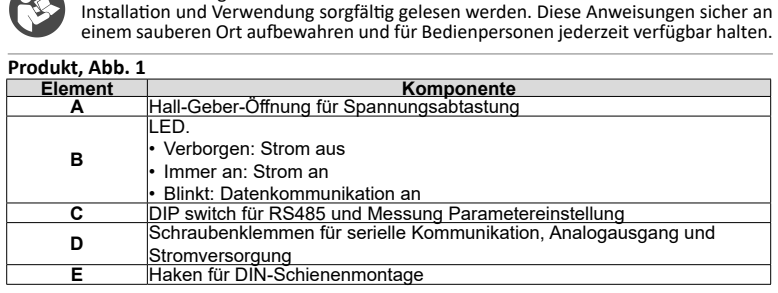 Installation und Verwendung sorgfältig gelesen werden. Diese Anweisungen sicher an
einem sauberen Ort aufbewahren und für Bedienpersonen jederzeit verfügbar halten.
Produkt, Abb. 1
Element Komponente
A Hall-Geber-Öffnung für Spannungsabtastung
B LED.
• Verborgen: Strom aus
• Immer an: Strom an
• Blinkt: Datenkommunikation an
C DIP switch für RS485 und Messung Parametereinstellung
D Schraubenklemmen für serielle Kommunikation, Analogausgang und
Stromversorgung
E Haken für DIN-Schienenmontage